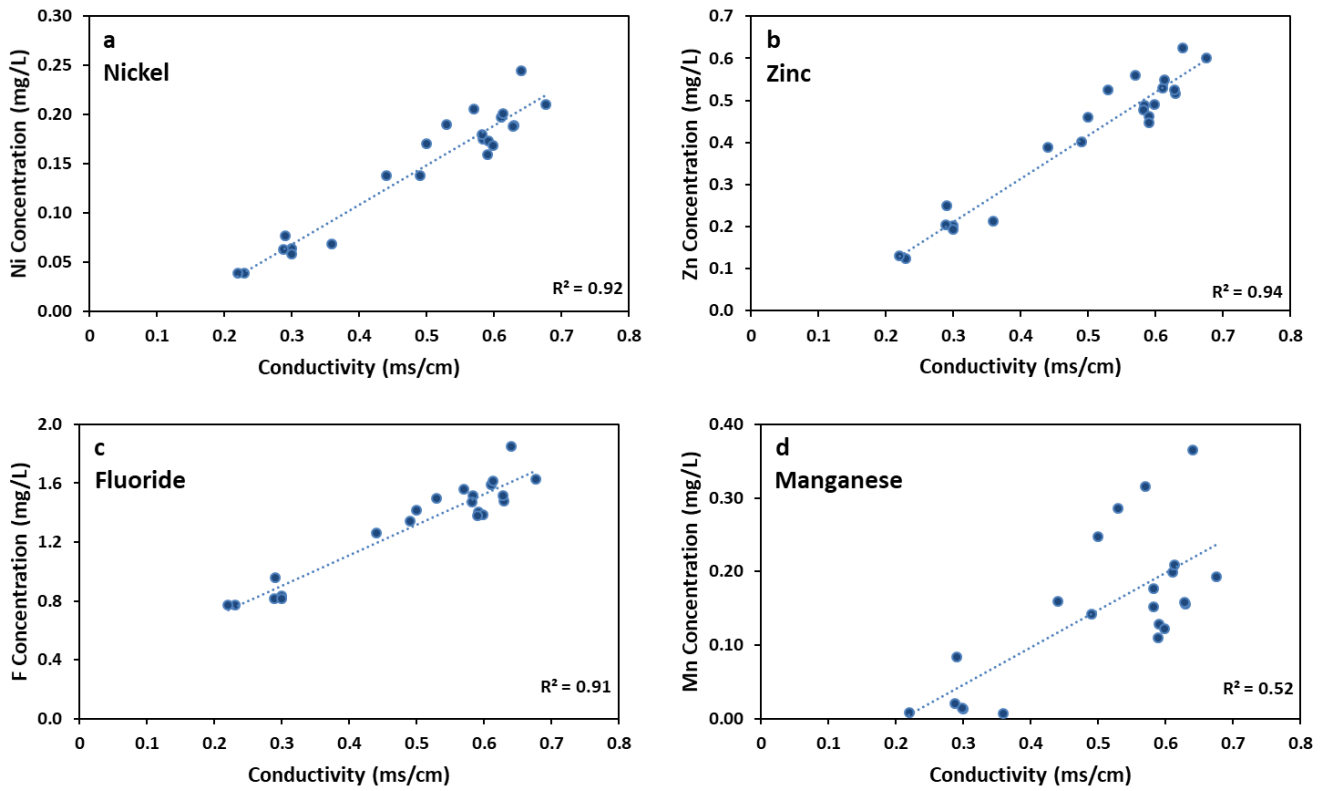 a
Nickel
Ni Concentration (mg/L)
0.30
0.25
0.20
0.15
0.10
0.05
0.00
R² = 0.92
0 0.1 0.2 0.3 0.4 0.5 0.6 0.7 0.8
Conductivity (ms/cm)
b
Zinc
Zn Concentration (mg/L)
0.7
0.6
0.5
0.4
0.3
0.2
0.1
0.0
R² = 0.94
0 0.1 0.2 0.3 0.4 0.5 0.6 0.7 0.8
Conductivity (ms/cm)
c
Fluoride
F Concentration (mg/L)
2.0
1.6
1.2
0.8
0.4
0.0
R² = 0.91
0 0.1 0.2 0.3 0.4 0.5 0.6 0.7 0.8
Conductivity (ms/cm)
d
Manganese
Mn Concentration (mg/L)
0.40
0.30
0.20
0.10
0.00
R² = 0.52
0 0.1 0.2 0.3 0.4 0.5 0.6 0.7 0.8
Conductivity (ms/cm)